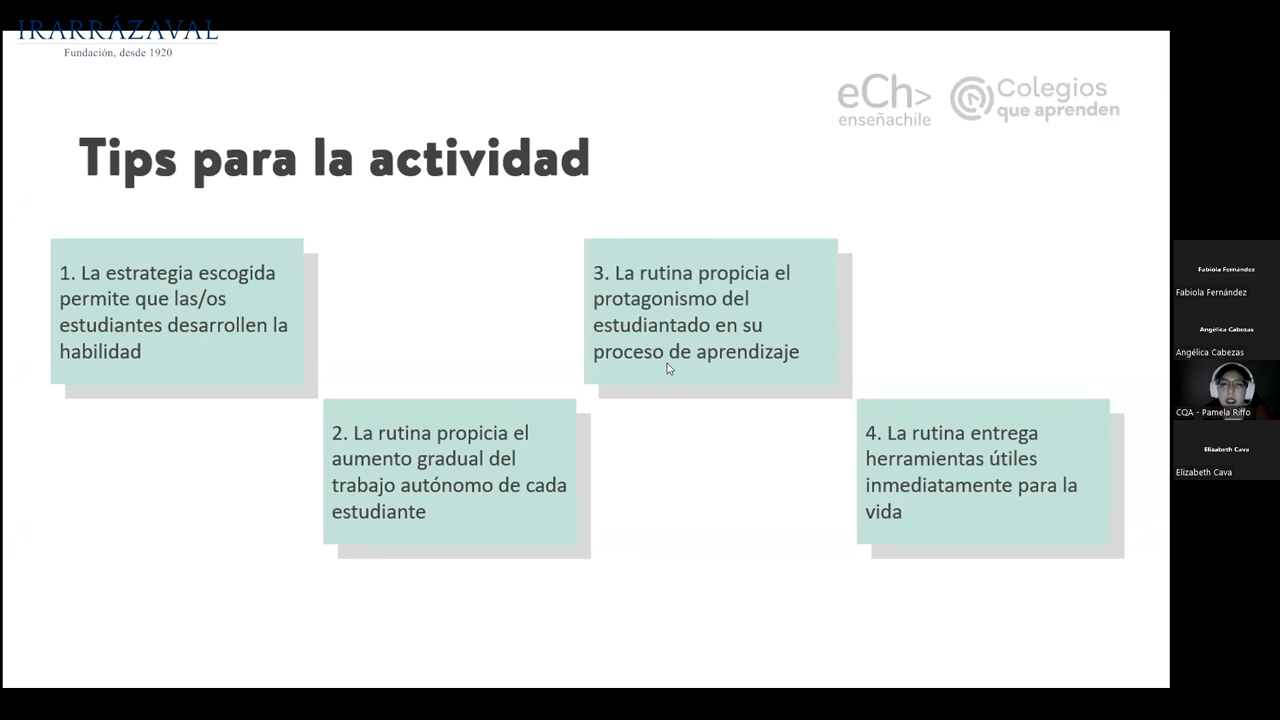 IRARRÁZAVAL
Fundación, desde 1920
eCh>
enseñachile
Colegios
que aprenden
Tips para la actividad
1. La estrategia escogida
permite que las/os
estudiantes desarrollen la
habilidad
2. La rutina propicia el
aumento gradual del
trabajo autónomo de cada
estudiante
3. La rutina propicia el
protagonismo del
estudiantado en su
proceso de aprendizaje
4. La rutina entrega
herramientas útiles
inmediatamente para la
vida
Fabiola Fernández
Fabiola Fernández
Angélica Cabezas
Angélica Cabezas
CQA - Pamela Riffo
Elizabeth Cava
Elizabeth Cava